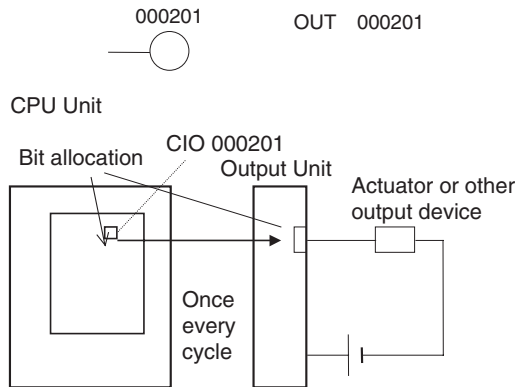 000201
OUT 000201
CPU Unit
CIO 000201
Bit allocation
Output Unit
Actuator or other
output device
Once
every
cycle